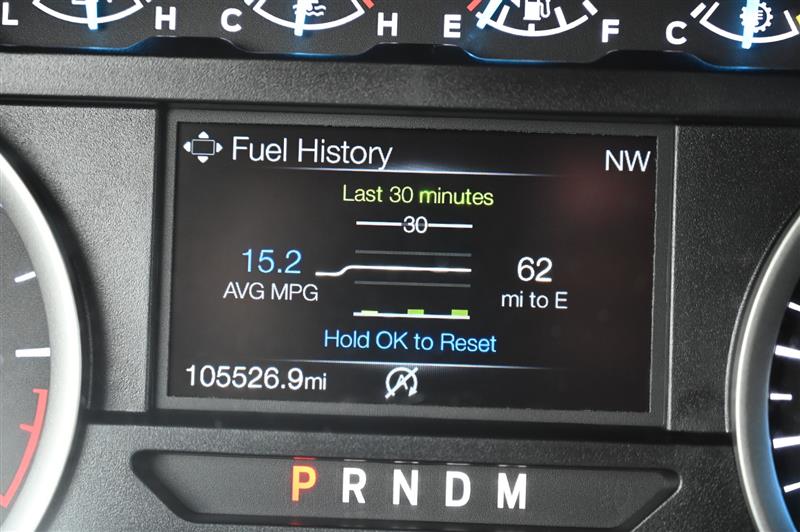 L H C H E F C
Fuel History NW
Last 30 minutes
30
15.2
AVG MPG
62
mi to E
Hold OK to Reset
105526.9mi
A
P R N D M